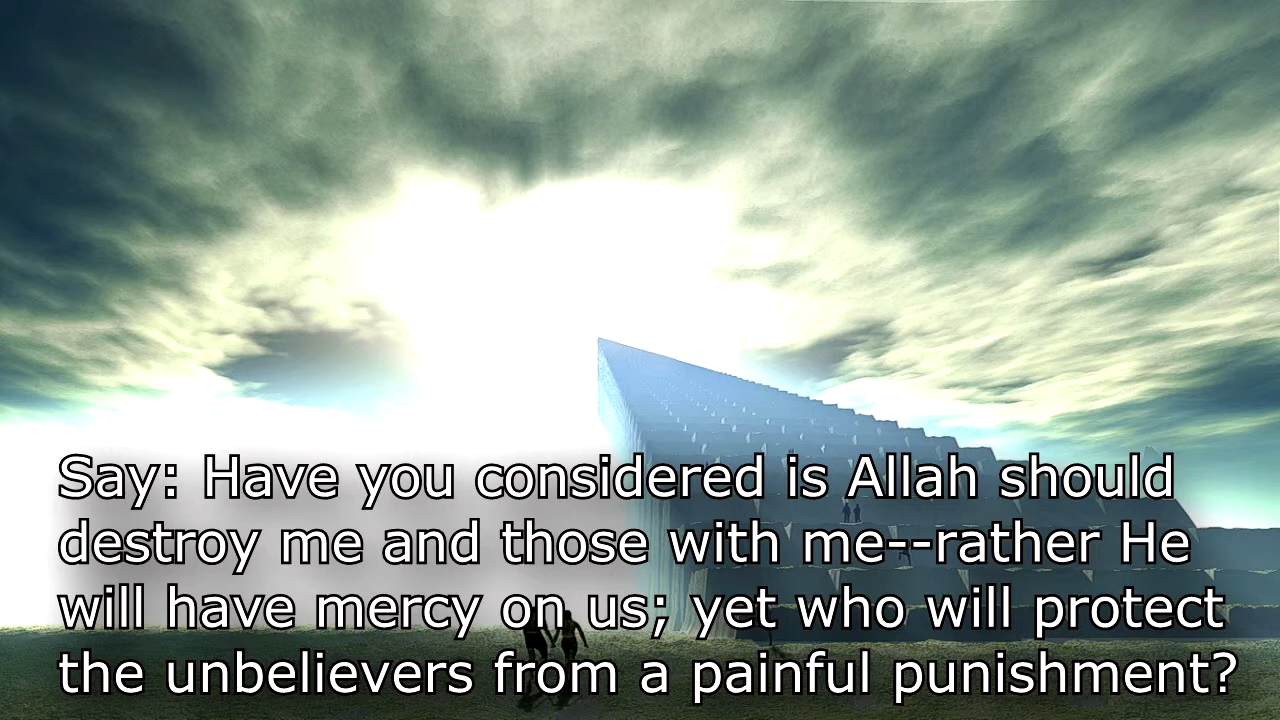 Say: Have you considered is Allah should
destroy me and those with me--rather He
will have mercy on us; yet who will protect
the unbelievers from a painful punishment?